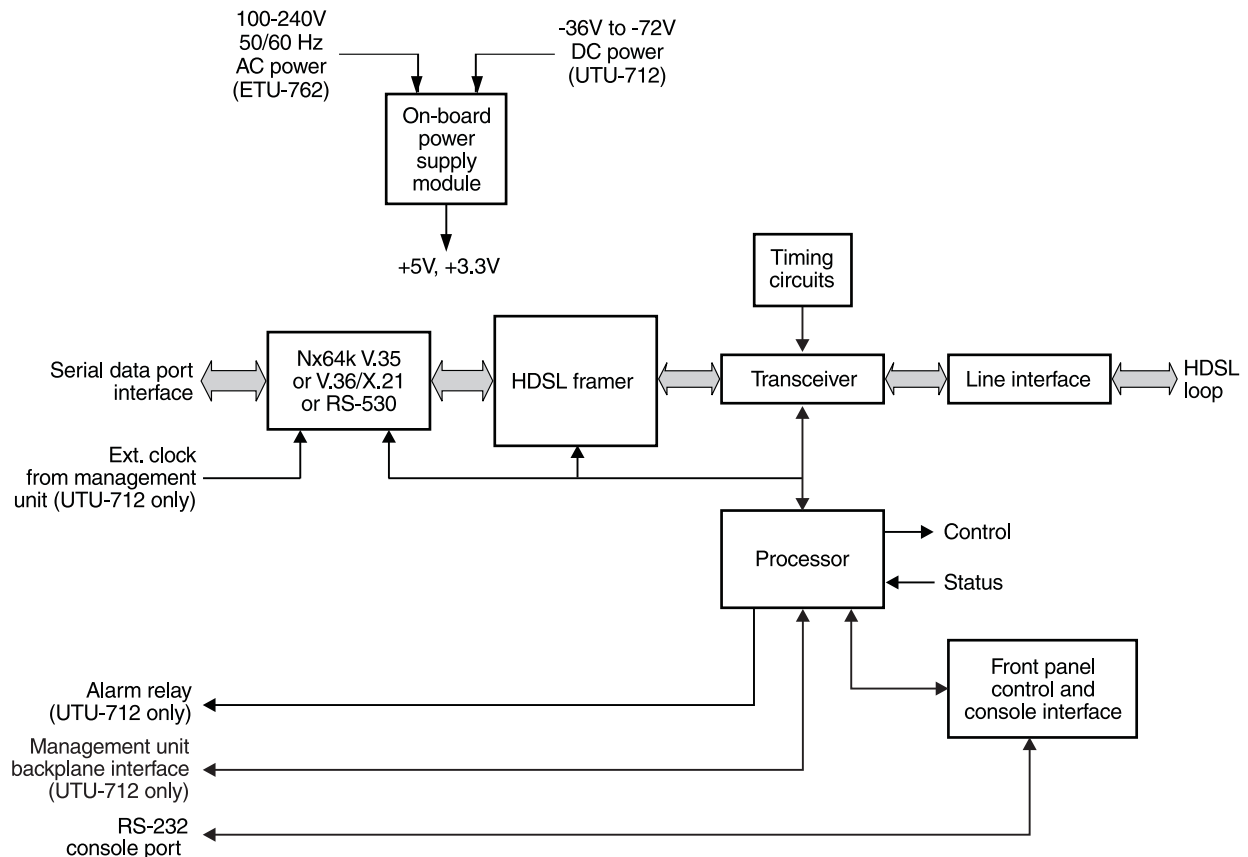 100-240V
50/60 Hz
AC power
(ETU-762)
-36V to -72V
DC power
(UTU-712)
On-board
power
supply
module
+5V, +3.3V
Timing
circuits
Serial data port
interface
Nx64k V.35
or V.36/X.21
or RS-530
HDSL framer
Transceiver
Line interface
HDSL
loop
Ext. clock
from management
unit (UTU-712 only)
Processor
Control
Status
Front panel
control and
console interface
Alarm relay
(UTU-712 only)
Management unit
backplane interface
(UTU-712 only)
RS-232
console port